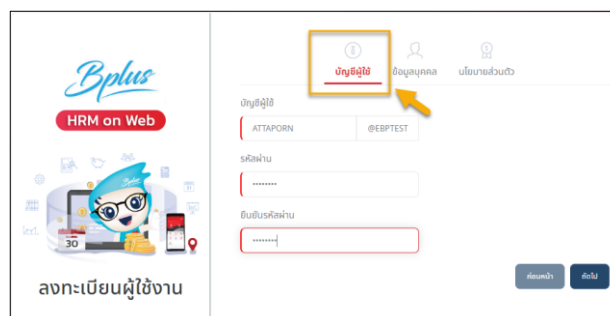 Bplus
HRM on Web
30
ลงทะเบียนผู้ใช้งาน
บัญชีผู้ใช้
ข้อมูลบุคคล
นโยบายส่วนตัว
บัญชีผู้ใช้
ATTAPORN @EBPTEST
รหัสผ่าน
ยืนยันรหัสผ่าน
ก่อนหน้า ถัดไป